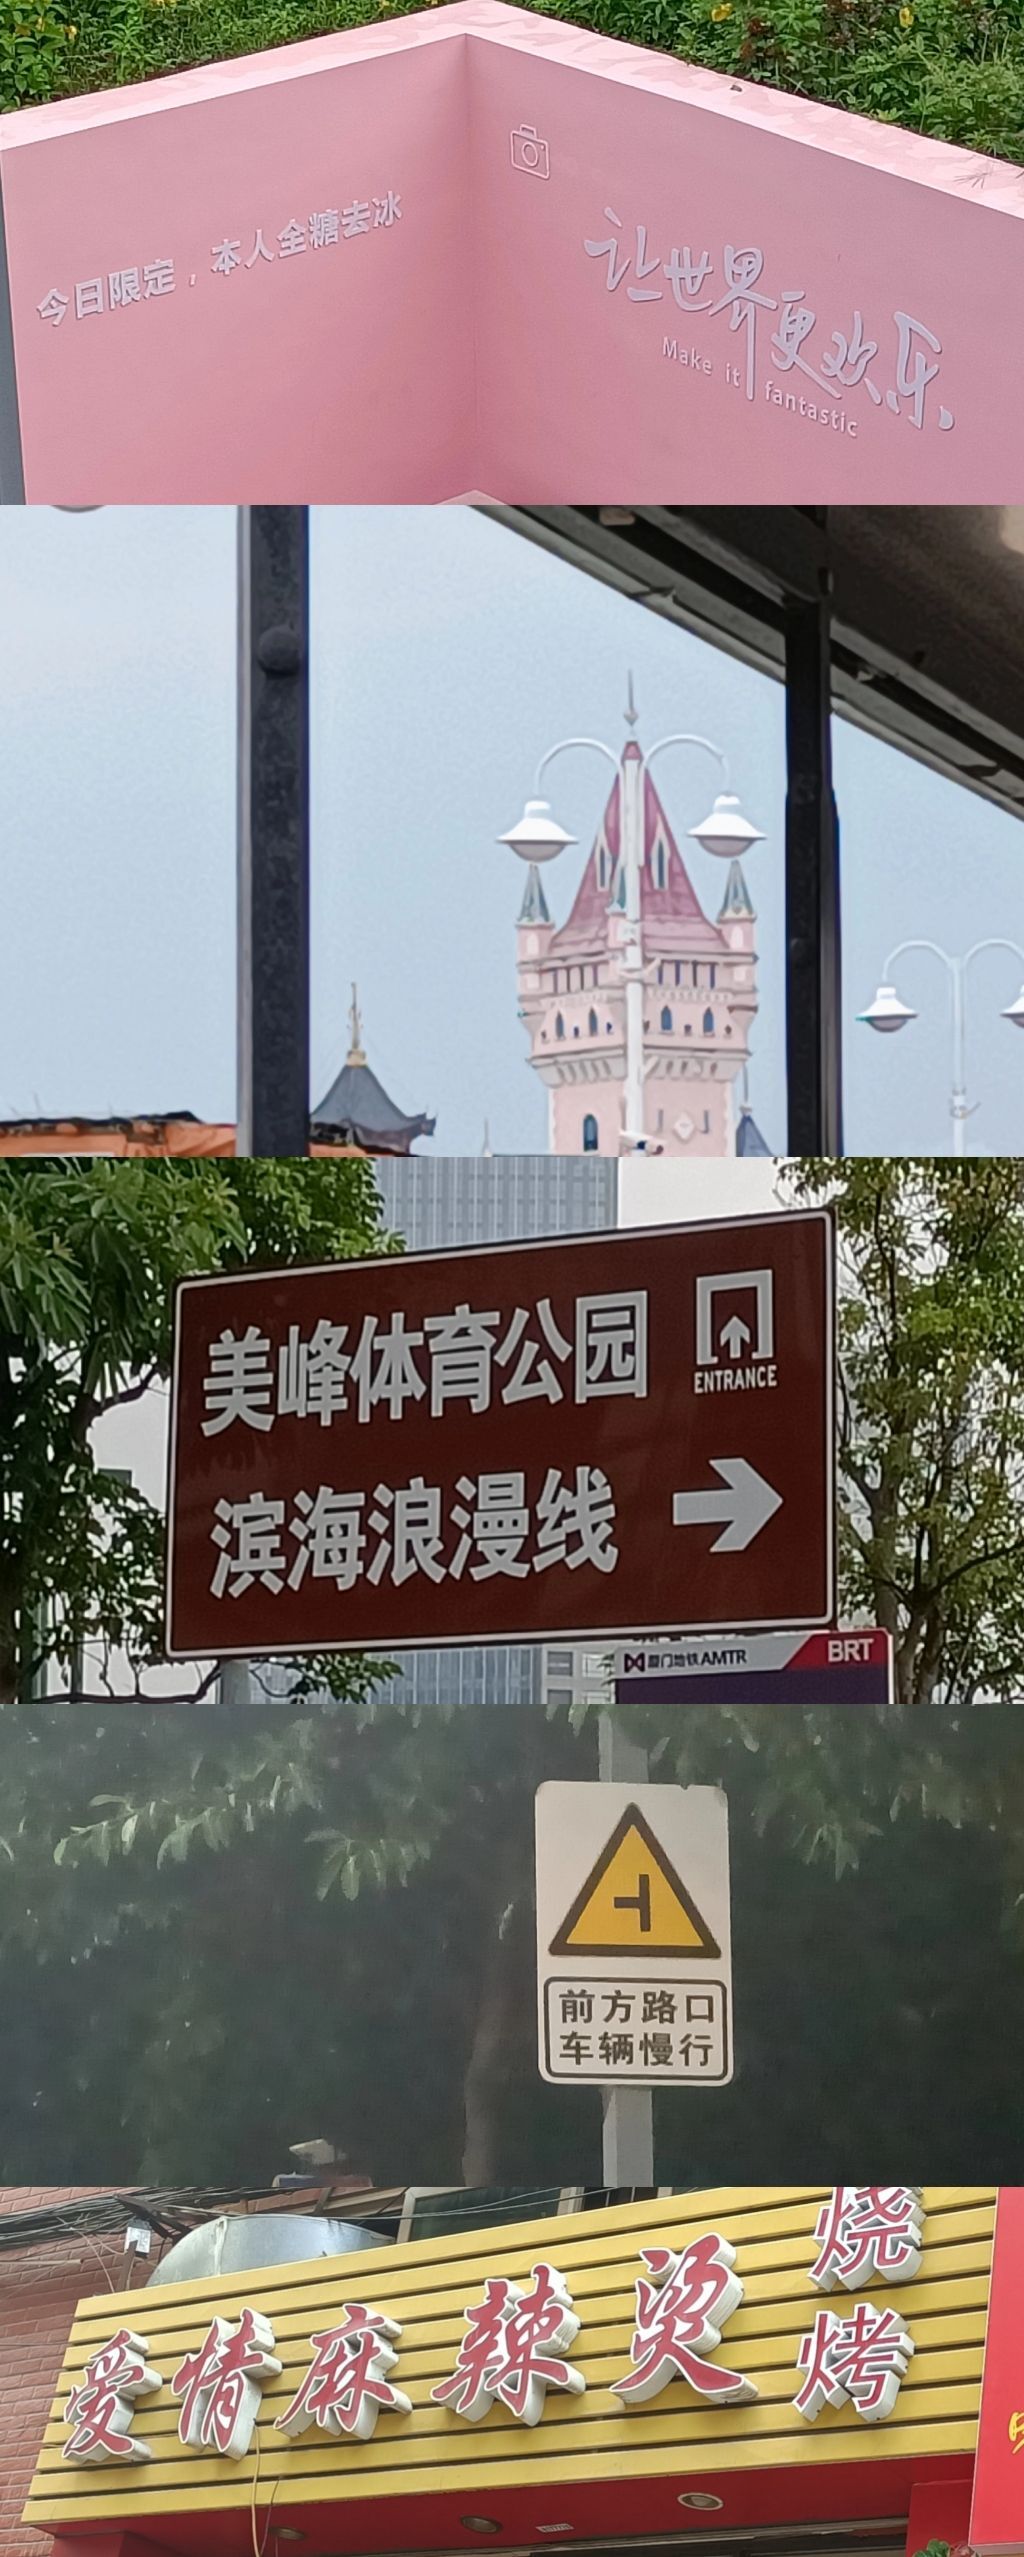 今日限定，本人全糖去冰
让世界更欢乐
Make it fantastic
美峰体育公园
ENTRANCE
滨海浪漫线
厦门地铁AMTR
BRT
前方路口
车辆慢行
爱情麻辣烫
烧烤